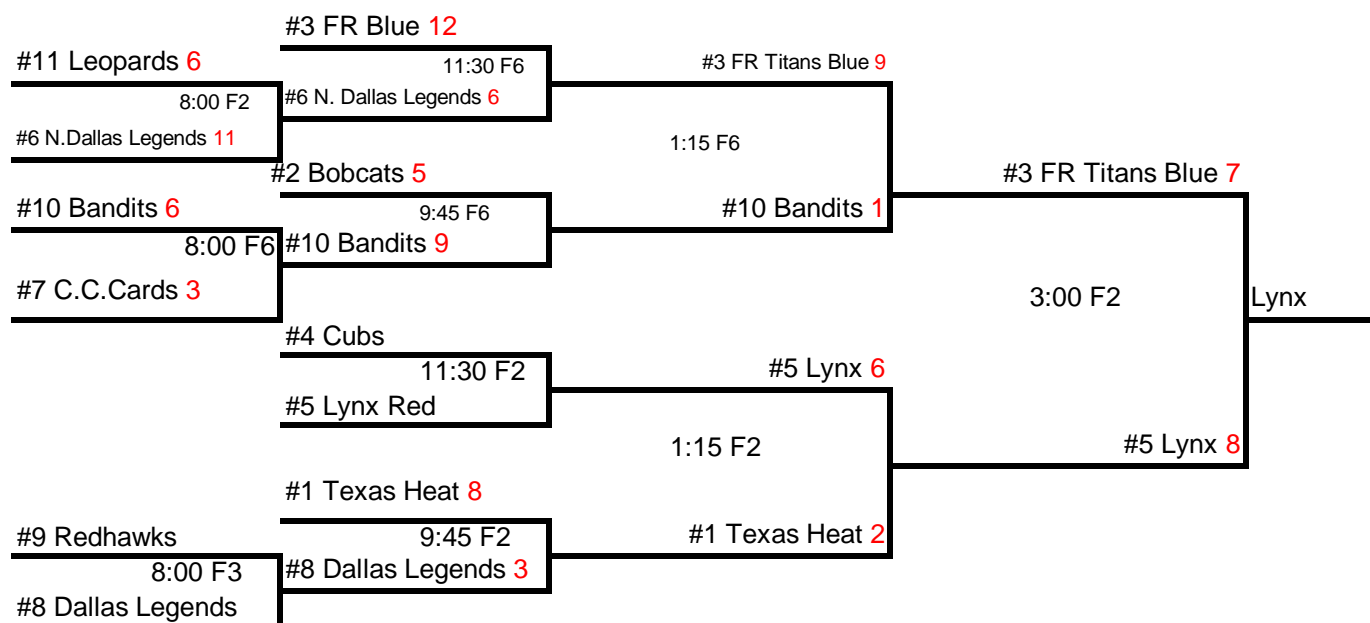 #3 FR Blue 12
#11 Leopards 6
11:30 F6
#3 FR Titans Blue 9
8:00 F2
#6 N. Dallas Legends 6
#6 N.Dallas Legends 11
1:15 F6
#2 Bobcats 5
#3 FR Titans Blue 7
#10 Bandits 6
9:45 F6
#10 Bandits 1
8:00 F6
#10 Bandits 9
#7 C.C.Cards 3
3:00 F2
Lynx
#4 Cubs
11:30 F2
#5 Lynx 6
#5 Lynx Red
1:15 F2
#5 Lynx 8
#1 Texas Heat 8
#9 Redhawks
9:45 F2
#1 Texas Heat 2
8:00 F3
#8 Dallas Legends 3
#8 Dallas Legends